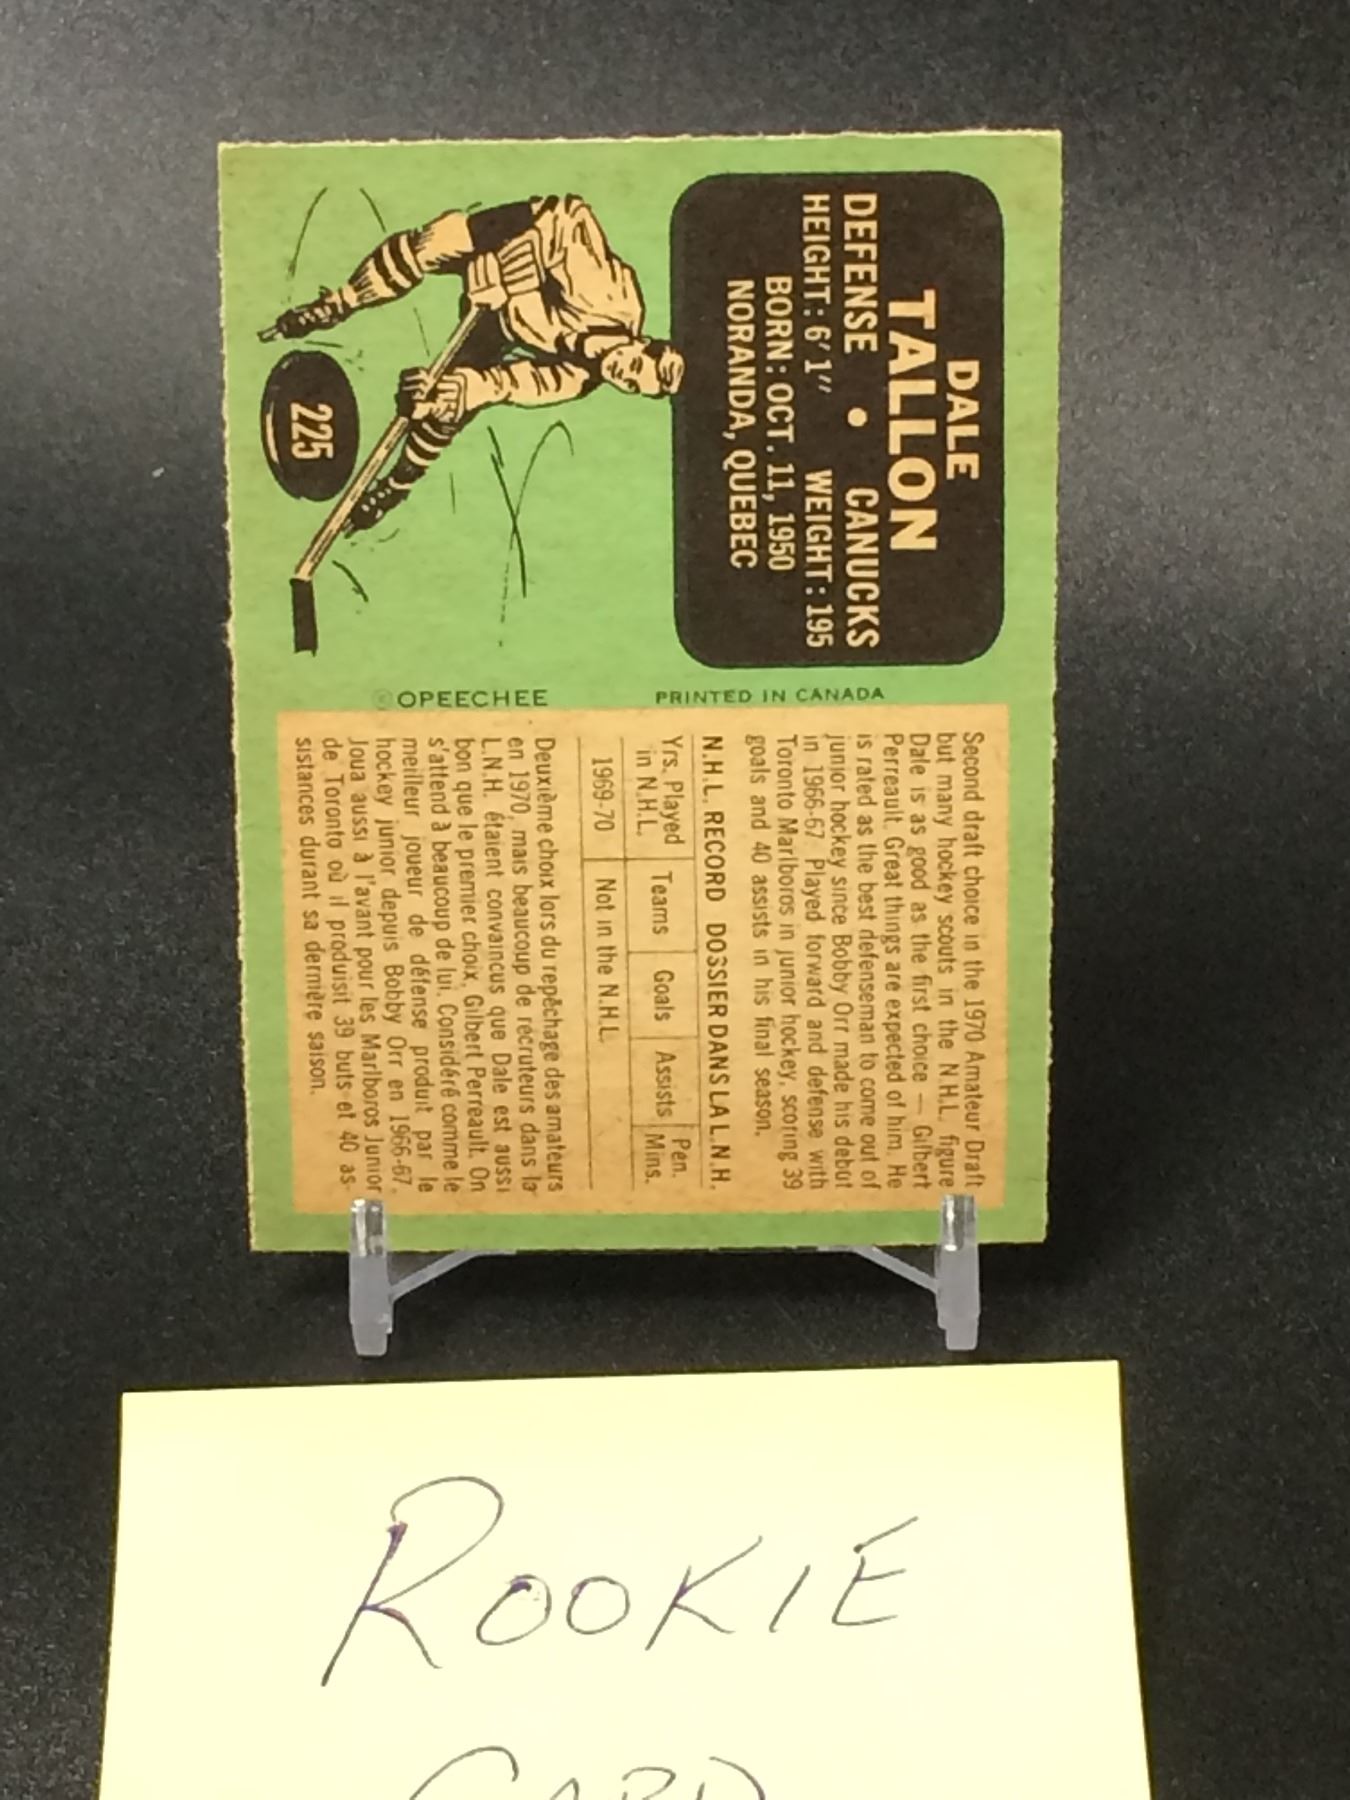 DALE
TALLON
DEFENSE • CANUCKS
HEIGHT: 6'1" WEIGHT: 195
BORN: OCT. 11, 1950
NORANDA, QUEBEC
225
© OPEECHEE PRINTED IN CANADA
Second draft choice in the 1970 Amateur Draft
but many hockey scouts in the N.H.L. figure
Dale is as good as the first choice — Gilbert
Perreault. Great things are expected of him. He
is rated as the best defenseman to come out of
junior hockey since Bobby Orr made his debut
in 1966-67. Played forward and defense with
Toronto Marlboros in junior hockey, scoring 39
goals and 40 assists in his final season.
N.H.L. RECORD DOSSIER DANS LA L.N.H.
Yrs. Played in N.H.L. Teams Goals Assists Pen. Mins.
1969-70 Not in the N.H.L.
Deuxième choix lors du repêchage des amateurs
en 1970, mais beaucoup de recruteurs dans la
L.N.H. étaient convaincus que Dale est aussi
bon que le premier choix, Gilbert Perreault. On
s'attend à beaucoup de lui. Considéré comme le
meilleur joueur de défense produit par le
hockey junior depuis Bobby Orr en 1966-67.
Joua aussi à l'avant pour les Marlboros Junior
de Toronto où il produisit 39 buts et 40 as-
sistances durant sa dernière saison.
ROOKIE
CARD